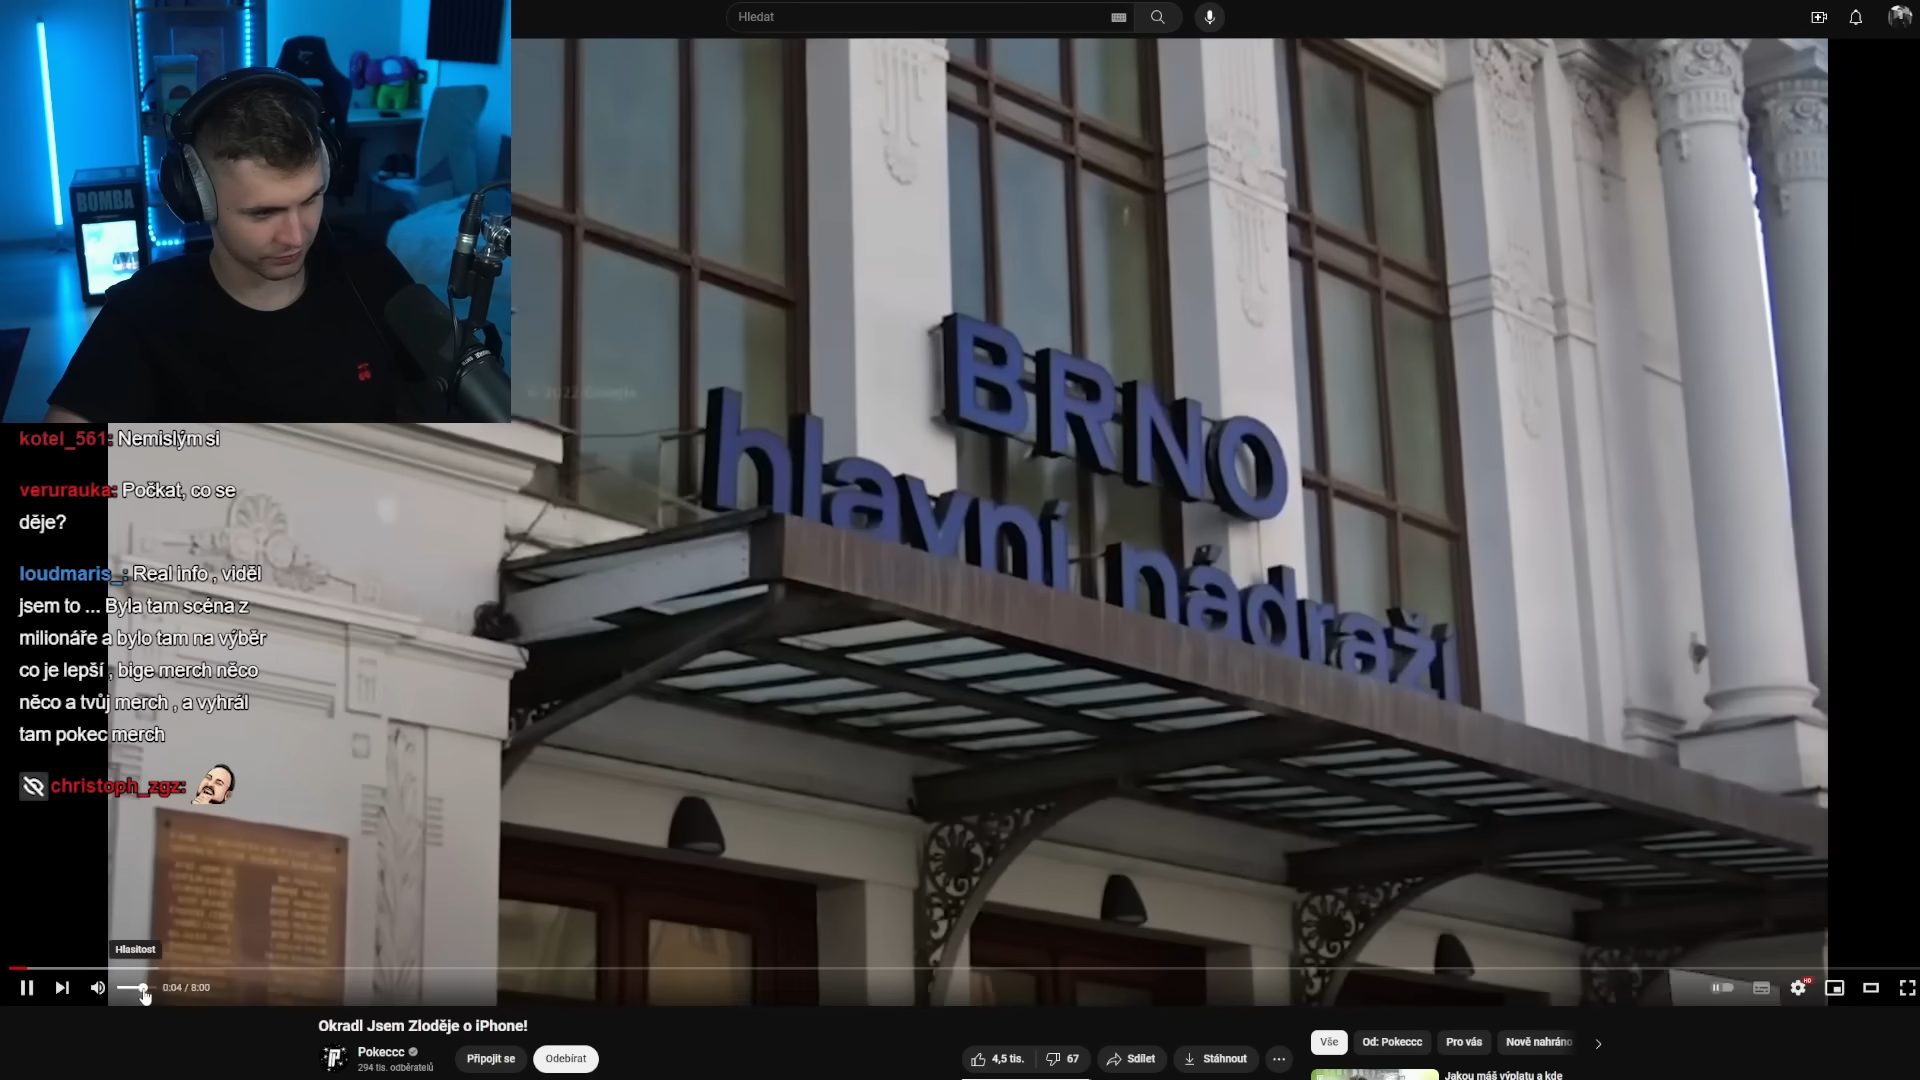 Hledat
BOMBA
BRNO
hlavní nádraží
kotel_561: Nemislým si
verurauka: Počkat, co se
děje?
loudmaris_: Real info , viděl
jsem to ... Byla tam scéna z
milionáře a bylo tam na výběr
co je lepší , bige merch něco
něco a tvůj merch , a vyhrál
tam pokec merch
christoph_zgz:
Hlasitost
0:04 / 8:00
HD
Okradl Jsem Zloděje o iPhone!
Pokeccc
294 tis. odběratelů
Připojit se
Odebírat
4,5 tis.
67
Sdílet
Stáhnout
Vše
Od: Pokeccc
Pro vás
Nově nahráno
Jakou máš výplatu a kde